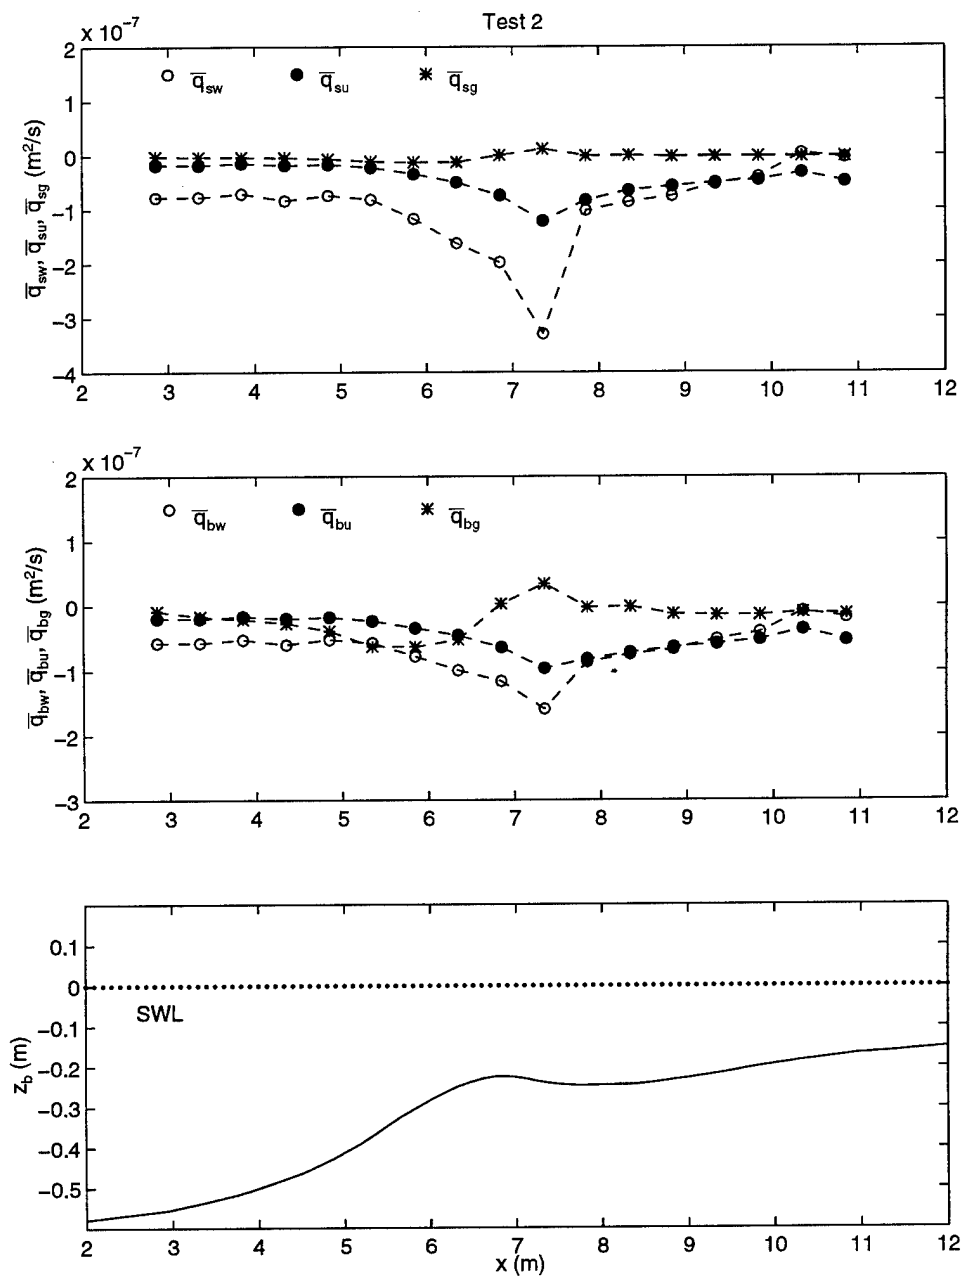 Test 2
x 10⁻⁷
2
1
0
−1
−2
−3
−4
q̅sw q̅su q̅sg
q̅sw, q̅su, q̅sg (m²/s)
2 3 4 5 6 7 8 9 10 11 12
x 10⁻⁷
2
1
0
−1
−2
−3
q̅bw q̅bu q̅bg
q̅bw, q̅bu, q̅bg (m²/s)
2 3 4 5 6 7 8 9 10 11 12
0.1
0
−0.1
−0.2
−0.3
−0.4
−0.5
SWL
zb (m)
2 3 4 5 6 7 8 9 10 11 12
x (m)